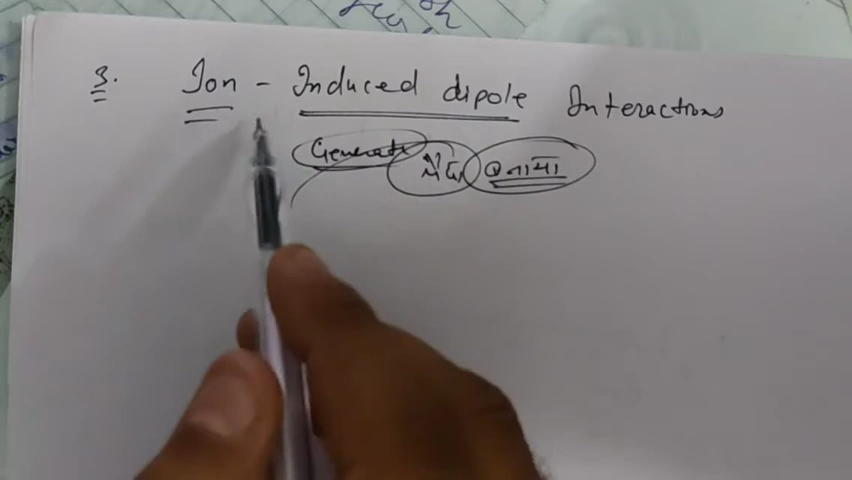 3. Ion - Induced dipole Interactions
Generate